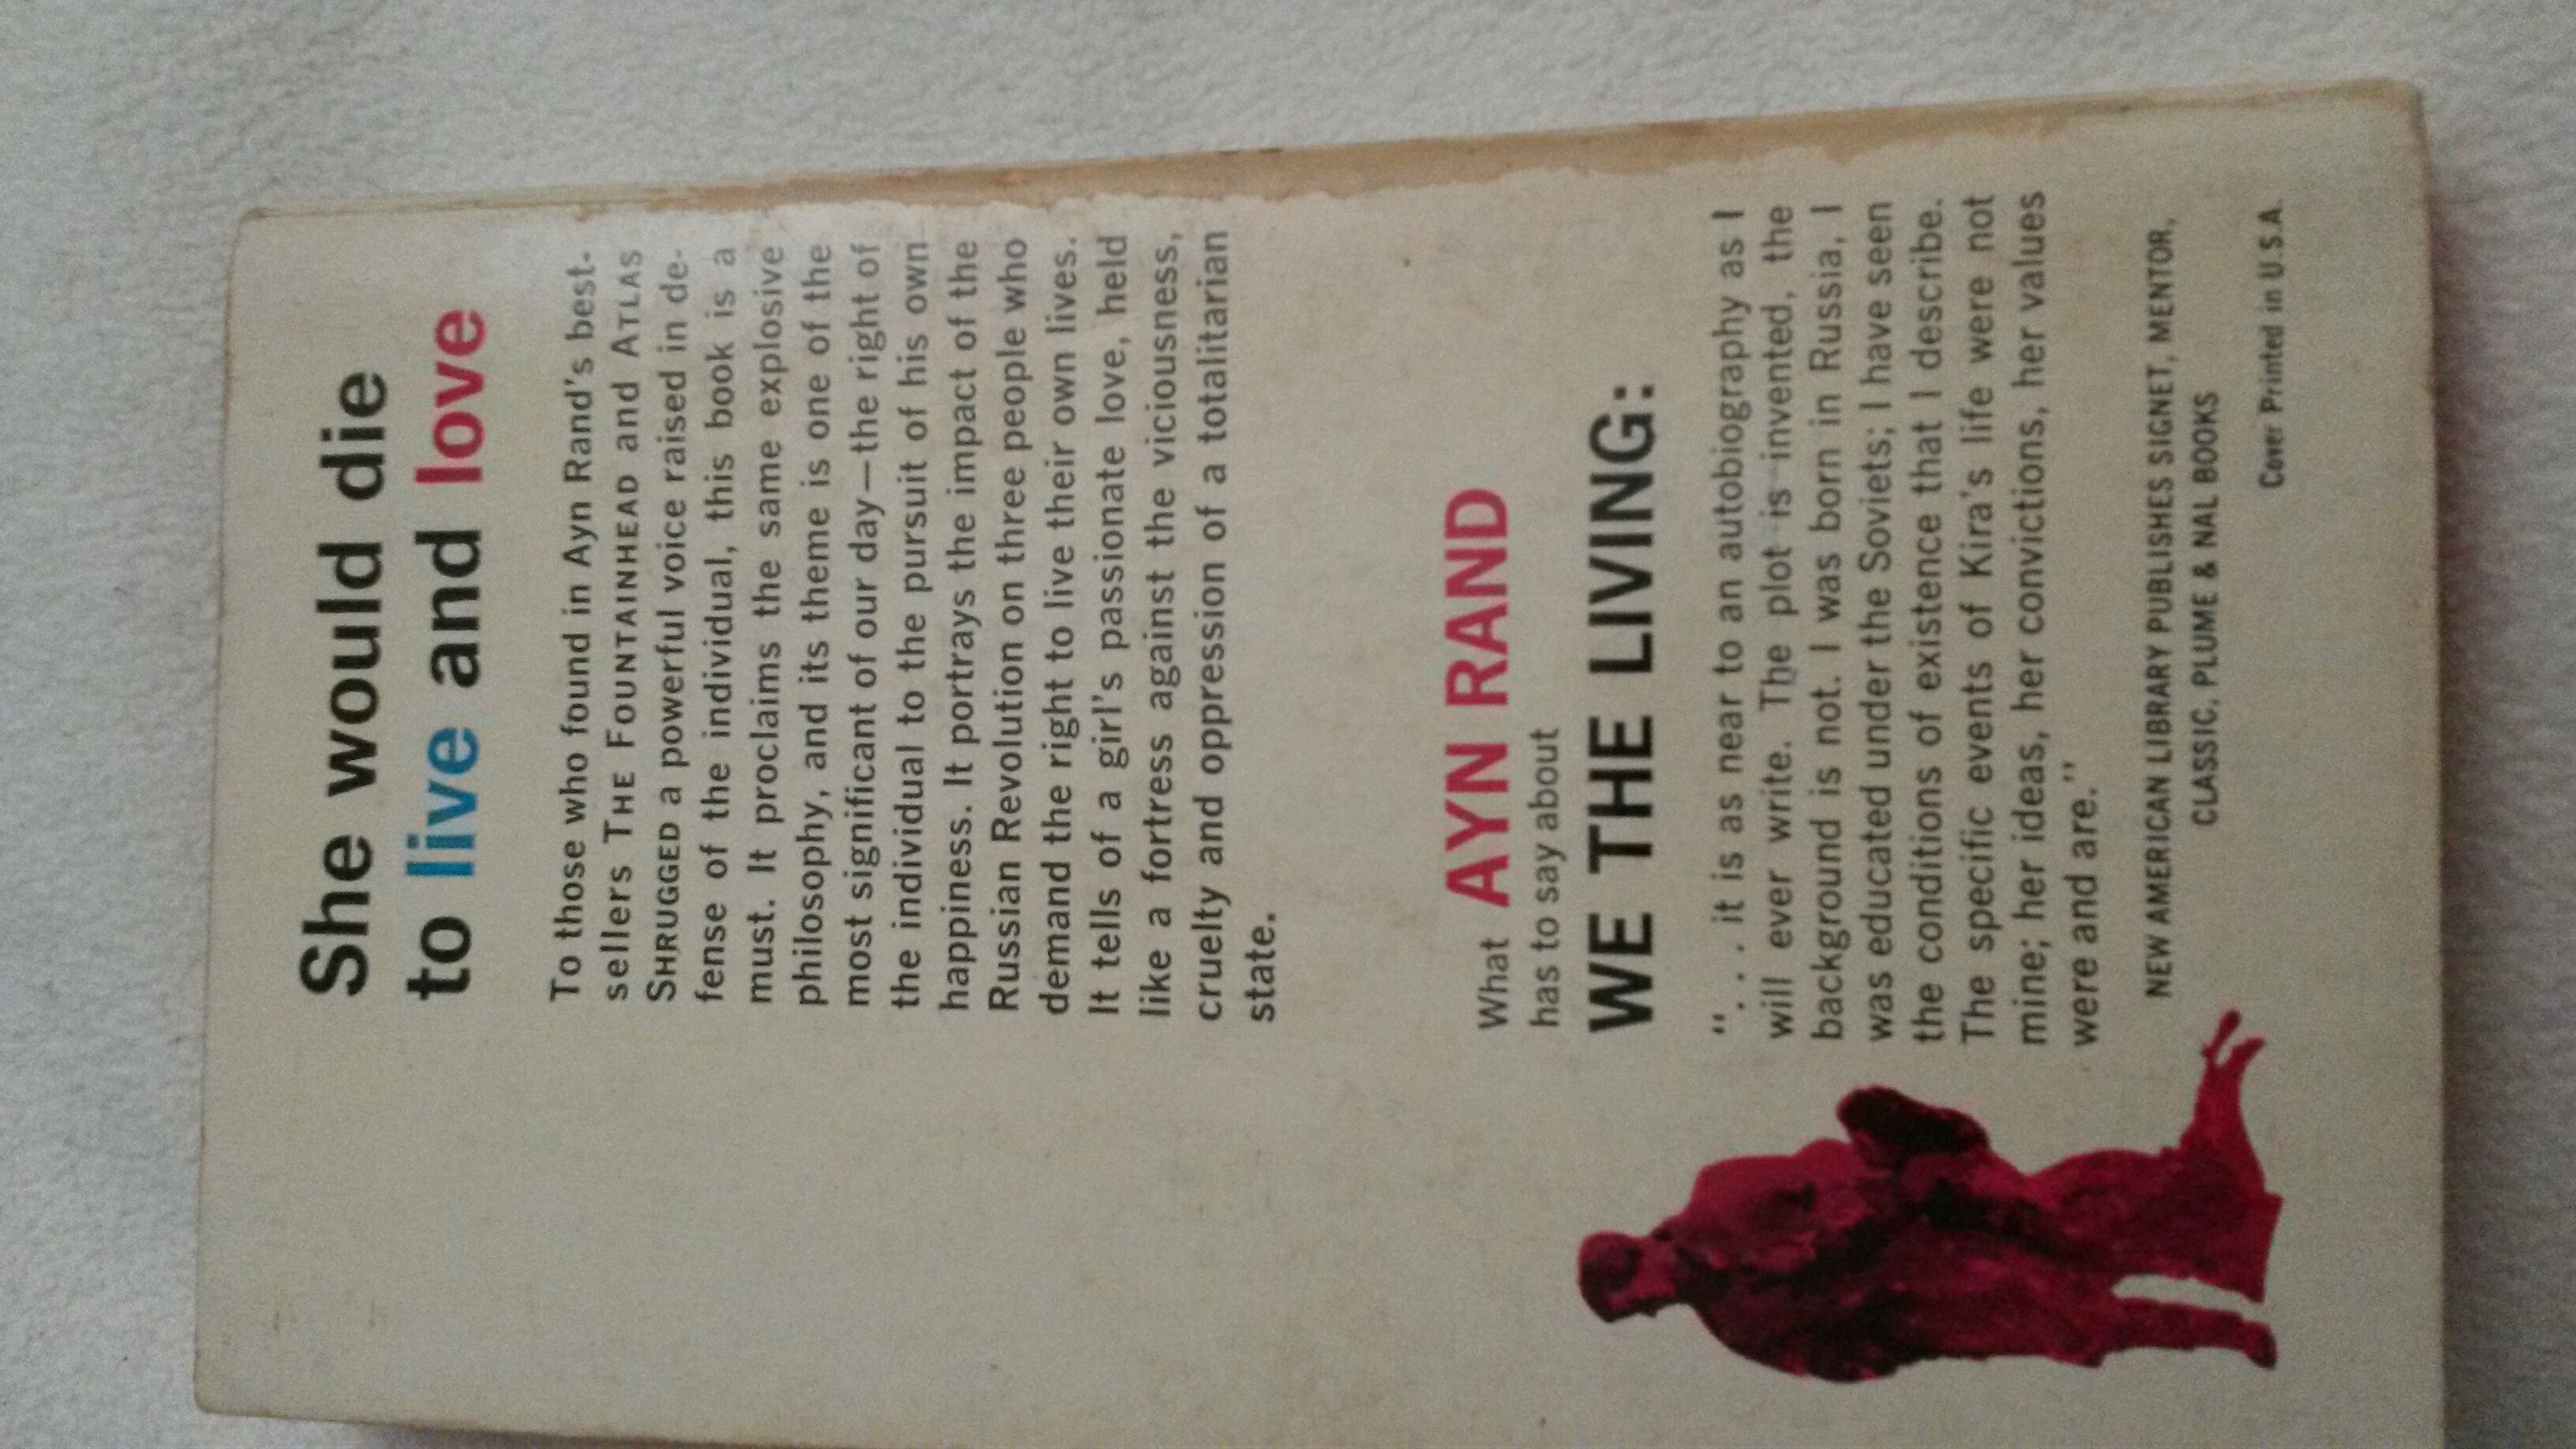 She would die
to live and love
To those who found in Ayn Rand's best-
sellers THE FOUNTAINHEAD and ATLAS
SHRUGGED a powerful voice raised in de-
fense of the individual, this book is a
must. It proclaims the same explosive
philosophy, and its theme is one of the
most significant of our day—the right of
the individual to the pursuit of his own
happiness. It portrays the impact of the
Russian Revolution on three people who
demand the right to live their own lives.
It tells of a girl's passionate love, held
like a fortress against the viciousness,
cruelty and oppression of a totalitarian
state.
What AYN RAND
has to say about
WE THE LIVING:
". . . it is as near to an autobiography as I
will ever write. The plot is invented, the
background is not. I was born in Russia, I
was educated under the Soviets; I have seen
the conditions of existence that I describe.
The specific events of Kira's life were not
mine; her ideas, her convictions, her values
were and are."
NEW AMERICAN LIBRARY PUBLISHES SIGNET, MENTOR,
CLASSIC, PLUME & NAL BOOKS
Cover Printed in U.S.A.